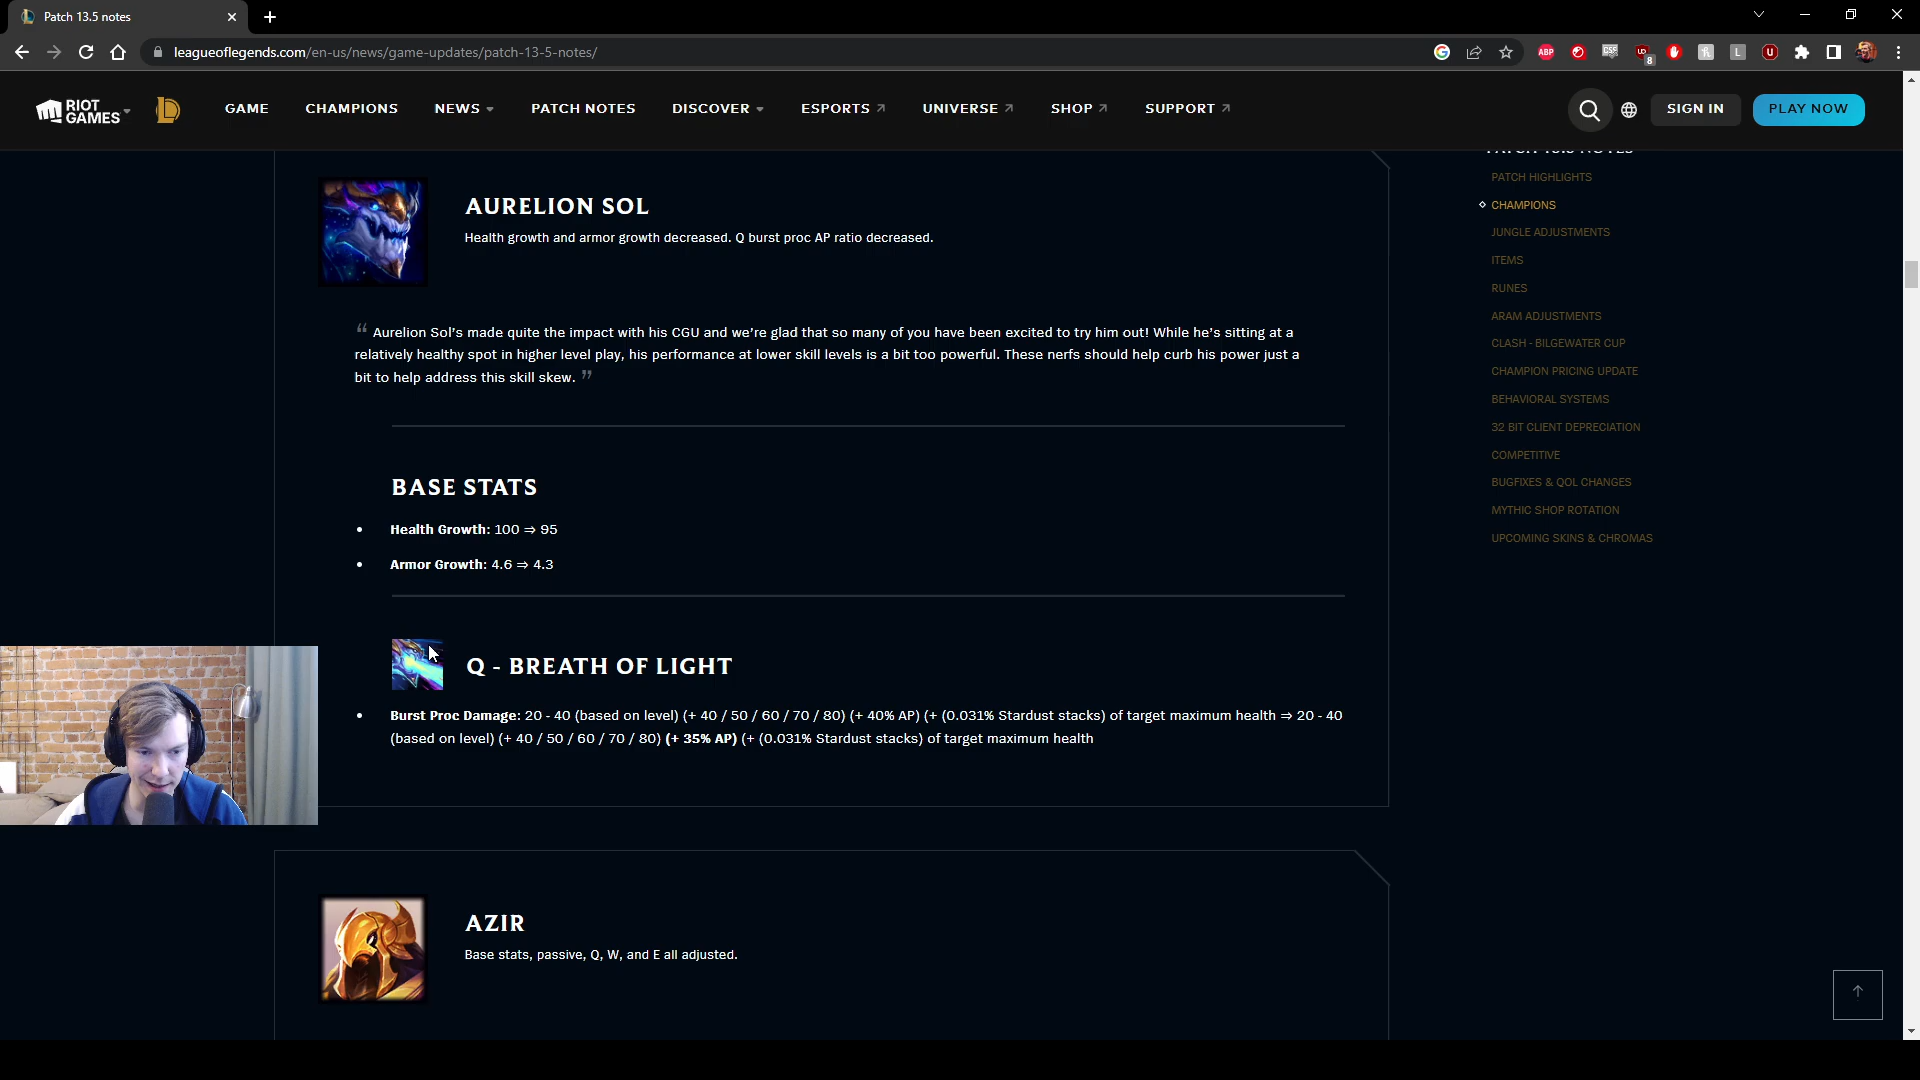 Patch 13.5 notes
leagueoflegends.com/en-us/news/game-updates/patch-13-5-notes/
ABP
CSF
8
L
RIOT GAMES
GAME
CHAMPIONS
NEWS
PATCH NOTES
DISCOVER
ESPORTS
UNIVERSE
SHOP
SUPPORT
SIGN IN
PLAY NOW
AURELION SOL
Health growth and armor growth decreased. Q burst proc AP ratio decreased.
“ Aurelion Sol’s made quite the impact with his CGU and we’re glad that so many of you have been excited to try him out! While he’s sitting at a
relatively healthy spot in higher level play, his performance at lower skill levels is a bit too powerful. These nerfs should help curb his power just a
bit to help address this skill skew. ”
BASE STATS
• Health Growth: 100 ⇒ 95
• Armor Growth: 4.6 ⇒ 4.3
Q - BREATH OF LIGHT
• Burst Proc Damage: 20 - 40 (based on level) (+ 40 / 50 / 60 / 70 / 80) (+ 40% AP) (+ (0.031% Stardust stacks) of target maximum health ⇒ 20 - 40
(based on level) (+ 40 / 50 / 60 / 70 / 80) (+ 35% AP) (+ (0.031% Stardust stacks) of target maximum health
AZIR
Base stats, passive, Q, W, and E all adjusted.
PATCH 13.5 NOTES
PATCH HIGHLIGHTS
CHAMPIONS
JUNGLE ADJUSTMENTS
ITEMS
RUNES
ARAM ADJUSTMENTS
CLASH - BILGEWATER CUP
CHAMPION PRICING UPDATE
BEHAVIORAL SYSTEMS
32 BIT CLIENT DEPRECIATION
COMPETITIVE
BUGFIXES & QOL CHANGES
MYTHIC SHOP ROTATION
UPCOMING SKINS & CHROMAS